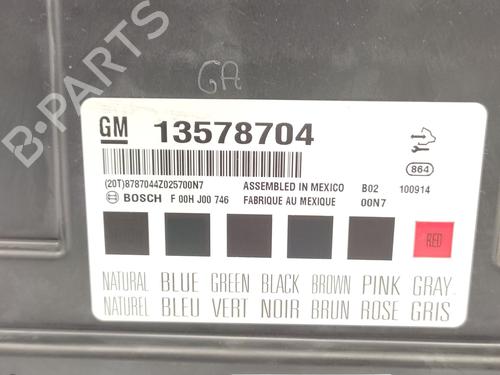 GA
GM 13578704
864
(20T)8787044Z025700N7 ASSEMBLED IN MEXICO B02 100914
BOSCH F 00H J00 746 FABRIQUE AU MEXIQUE 00N7
RED
NATURAL BLUE GREEN BLACK BROWN PINK GRAY
NATUREL BLEU VERT NOIR BRUN ROSE GRIS
B-PARTS